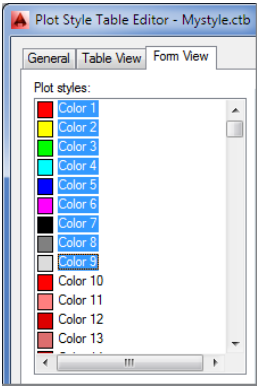 Plot Style Table Editor - Mystyle.ctb
General Table View Form View
Plot styles:
Color 1
Color 2
Color 3
Color 4
Color 5
Color 6
Color 7
Color 8
Color 9
Color 10
Color 11
Color 12
Color 13